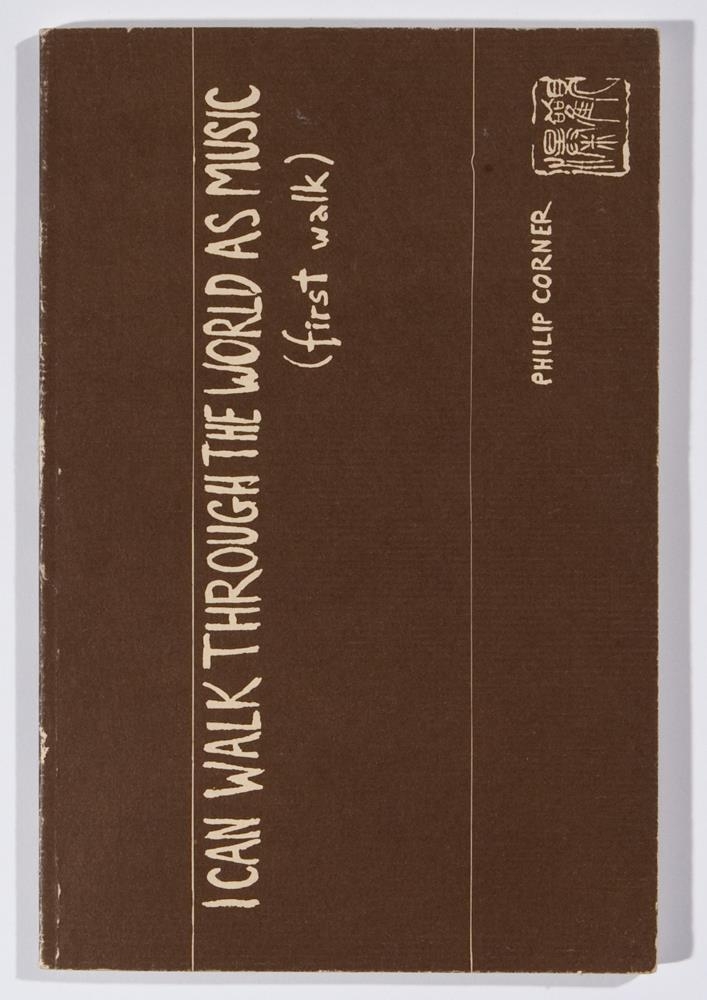 I CAN WALK THROUGH THE WORLD AS MUSIC
(first walk)
PHILIP CORNER